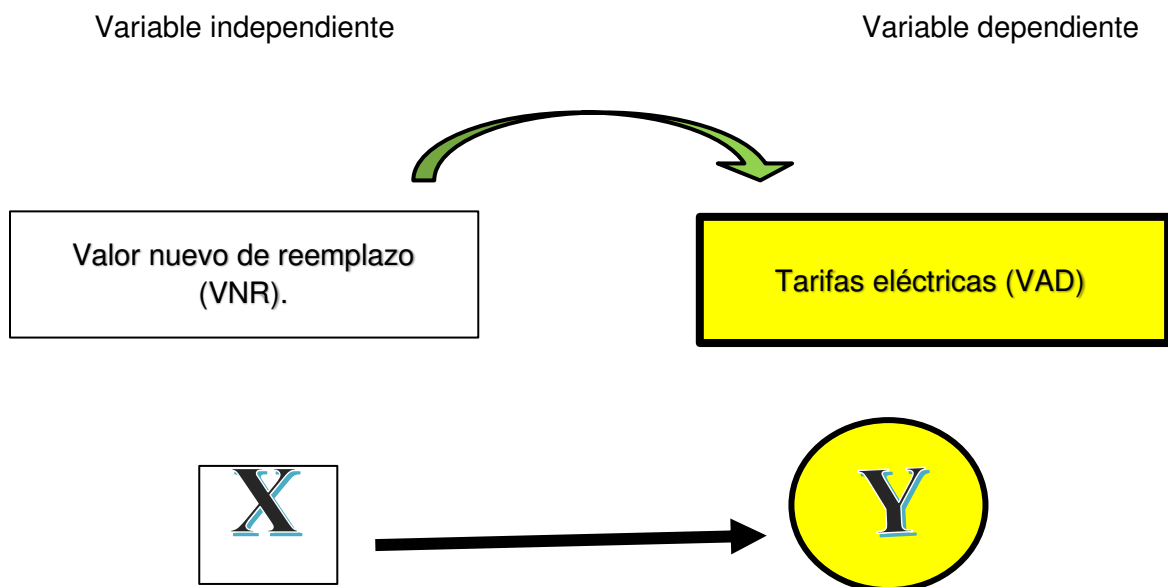 Variable independiente
Variable dependiente
Valor nuevo de reemplazo
(VNR).
Tarifas eléctricas (VAD)
X
Y